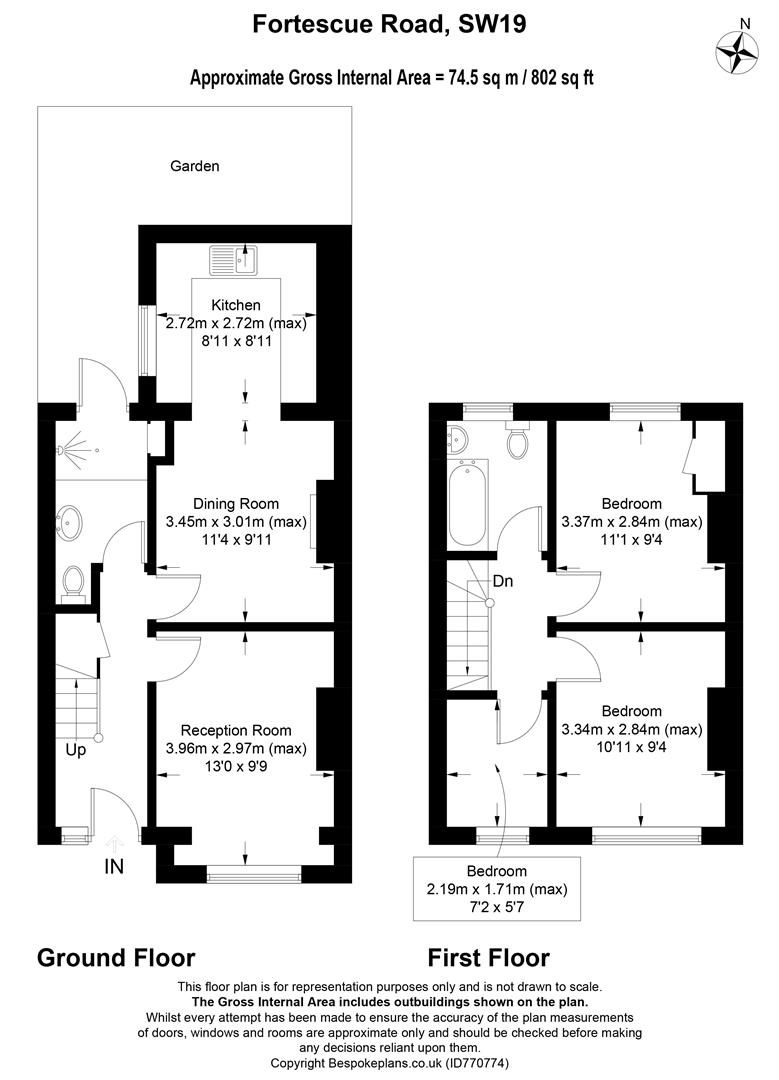 Fortescue Road, SW19
N
Approximate Gross Internal Area = 74.5 sq m / 802 sq ft
Garden
Kitchen
2.72m x 2.72m (max)
8'11 x 8'11
Dining Room
3.45m x 3.01m (max)
11'4 x 9'11
Reception Room
3.96m x 2.97m (max)
13'0 x 9'9
Up
IN
Bedroom
3.37m x 2.84m (max)
11'1 x 9'4
Dn
Bedroom
3.34m x 2.84m (max)
10'11 x 9'4
Bedroom
2.19m x 1.71m (max)
7'2 x 5'7
Ground Floor
First Floor
This floor plan is for representation purposes only and is not drawn to scale.
The Gross Internal Area includes outbuildings shown on the plan.
Whilst every attempt has been made to ensure the accuracy of the plan measurements
of doors, windows and rooms are approximate only and should be checked before making
any decisions reliant upon them.
Copyright Bespokeplans.co.uk (ID770774)